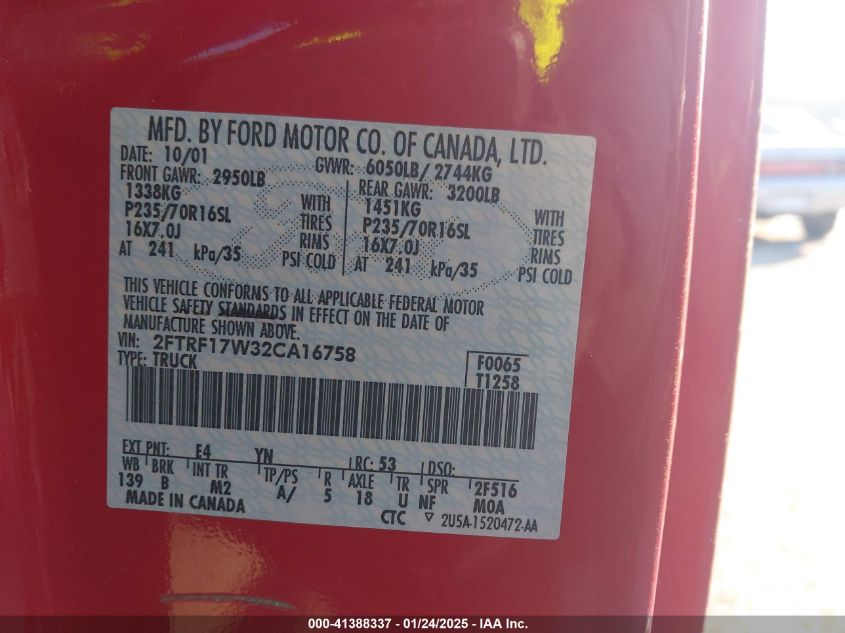 MFD. BY FORD MOTOR CO. OF CANADA, LTD.
DATE: 10/01 GVWR: 6050LB/ 2744KG
FRONT GAWR: 2950LB REAR GAWR: 3200LB
1338KG WITH 1451KG WITH
P235/70R16SL TIRES P235/70R16SL TIRES
16X7.0J RIMS 16X7.0J RIMS
AT 241 kPa/35 PSI COLD AT 241 kPa/35 PSI COLD
THIS VEHICLE CONFORMS TO ALL APPLICABLE FEDERAL MOTOR
VEHICLE SAFETY STANDARDS IN EFFECT ON THE DATE OF
MANUFACTURE SHOWN ABOVE.
VIN: 2FTRF17W32CA16758 F0065
TYPE: TRUCK T1258
EXT PNT: E4 YN RC: 53 DSO:
WB BRK INT TR TP/PS R AXLE TR SPR 2F516
139 B M2 A/ 5 18 U NF M0A
MADE IN CANADA CTC ▽ 2U5A-1520472-AA
000-41388337 - 01/24/2025 - IAA Inc.